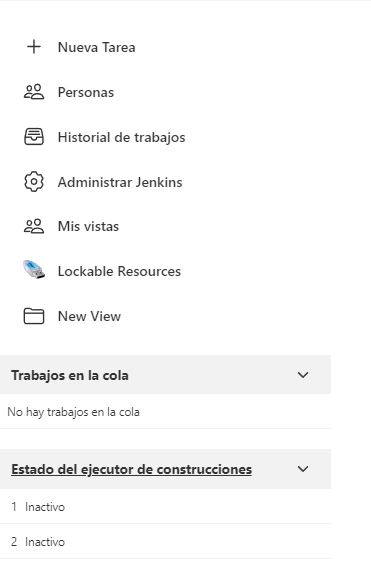 Nueva Tarea
Personas
Historial de trabajos
Administrar Jenkins
Mis vistas
Lockable Resources
New View
Trabajos en la cola
No hay trabajos en la cola
Estado del ejecutor de construcciones
1 Inactivo
2 Inactivo